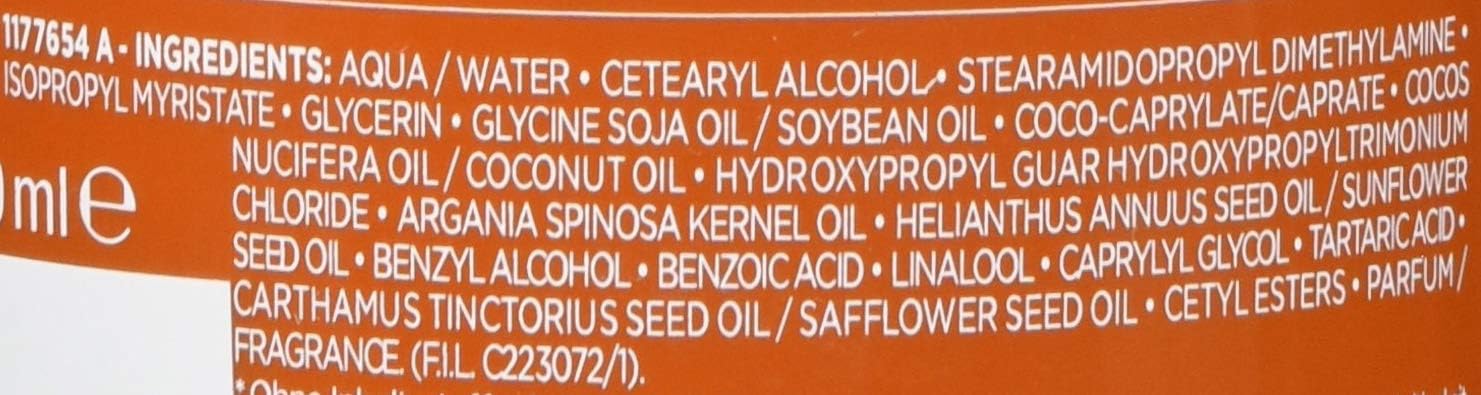 1177654 A - INGREDIENTS: AQUA / WATER • CETEARYL ALCOHOL • STEARAMIDOPROPYL DIMETHYLAMINE •
ISOPROPYL MYRISTATE • GLYCERIN • GLYCINE SOJA OIL / SOYBEAN OIL • COCO-CAPRYLATE/CAPRATE • COCOS
NUCIFERA OIL / COCONUT OIL • HYDROXYPROPYL GUAR HYDROXYPROPYLTRIMONIUM
CHLORIDE • ARGANIA SPINOSA KERNEL OIL • HELIANTHUS ANNUUS SEED OIL / SUNFLOWER
SEED OIL • BENZYL ALCOHOL • BENZOIC ACID • LINALOOL • CAPRYLYL GLYCOL • TARTARIC ACID •
CARTHAMUS TINCTORIUS SEED OIL / SAFFLOWER SEED OIL • CETYL ESTERS • PARFUM /
FRAGRANCE. (F.I.L. C223072/1).
ml e